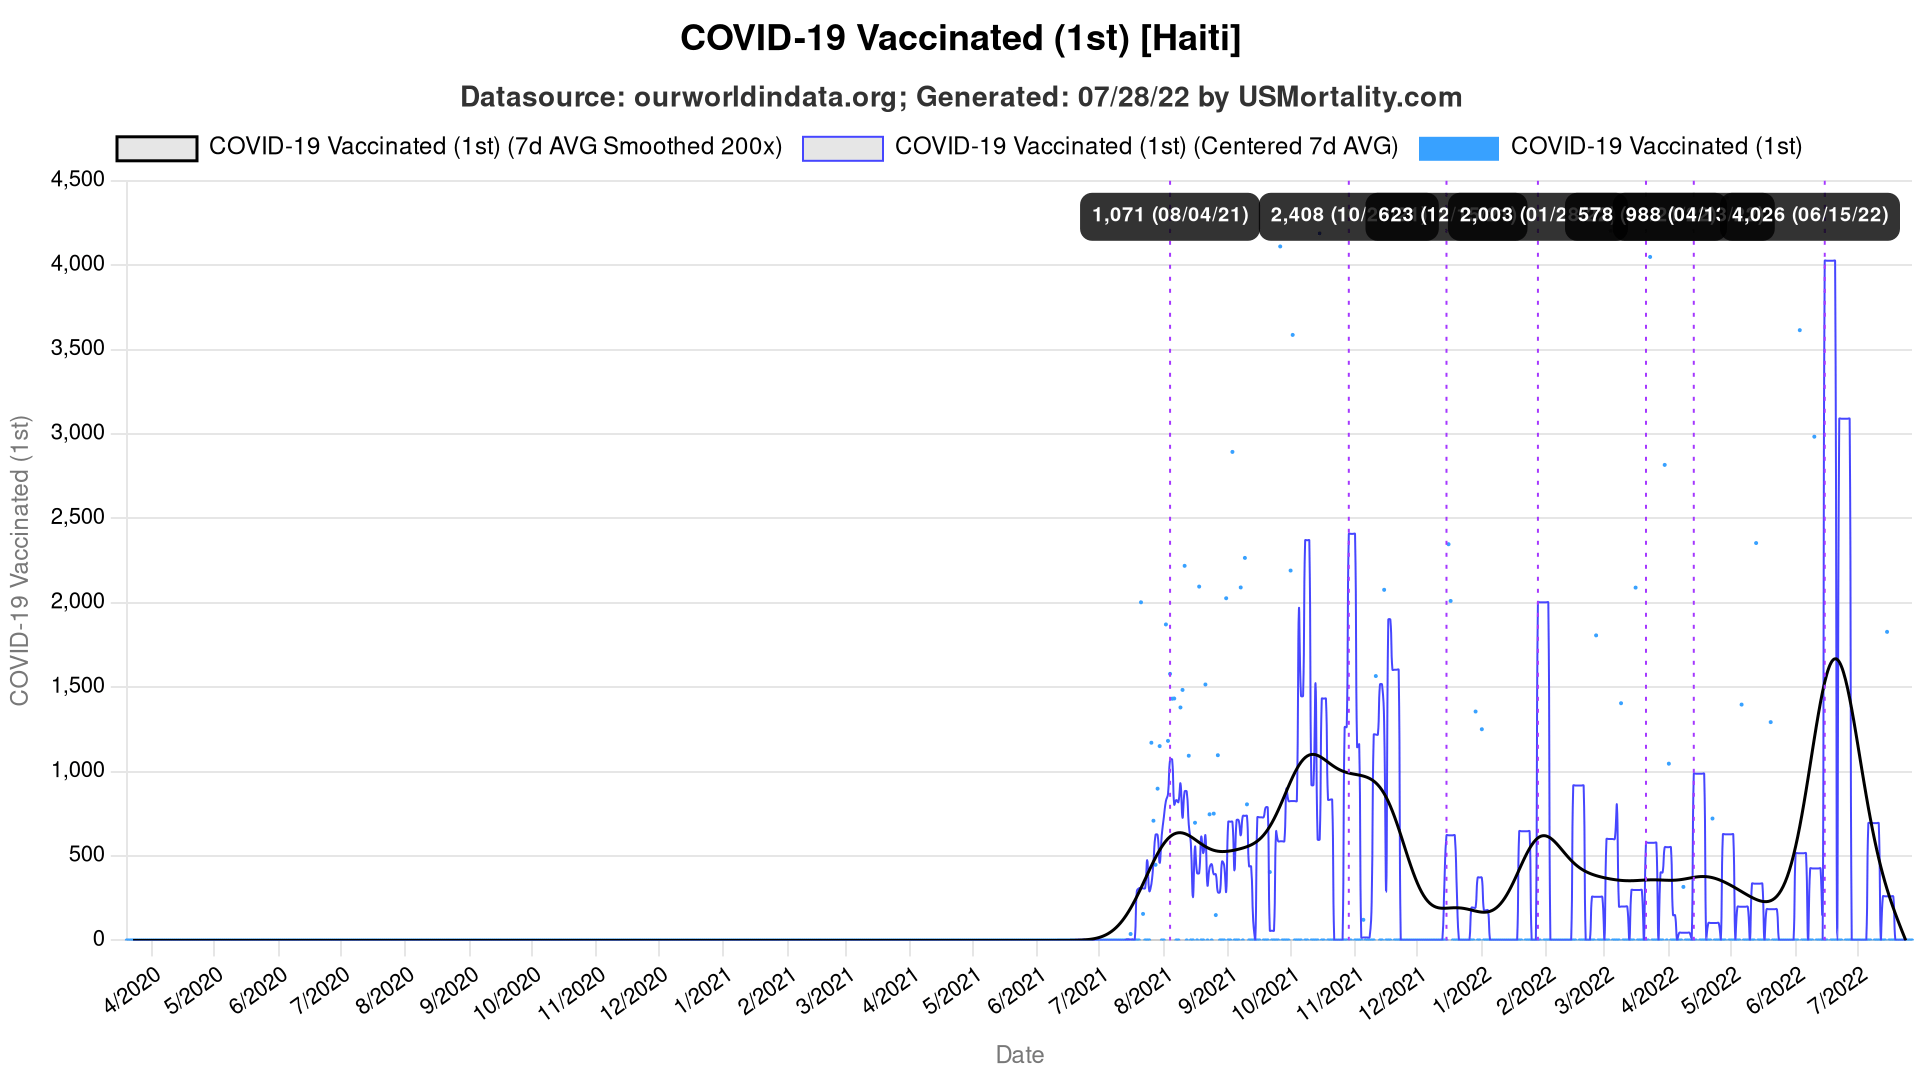 COVID-19 Vaccinated (1st) [Haiti]
Datasource: ourworldindata.org; Generated: 07/28/22 by USMortality.com
COVID-19 Vaccinated (1st) (7d AVG Smoothed 200x) COVID-19 Vaccinated (1st) (Centered 7d AVG) COVID-19 Vaccinated (1st)
1,071 (08/04/21) 2,408 (10/ 623 (12/ 2,003 (01/2 578 988 (04/1 4,026 (06/15/22)
4,500
4,000
3,500
3,000
2,500
2,000
1,500
1,000
500
0
COVID-19 Vaccinated (1st)
4/2020 5/2020 6/2020 7/2020 8/2020 9/2020 10/2020 11/2020 12/2020 1/2021 2/2021 3/2021 4/2021 5/2021 6/2021 7/2021 8/2021 9/2021 10/2021 11/2021 12/2021 1/2022 2/2022 3/2022 4/2022 5/2022 6/2022 7/2022
Date